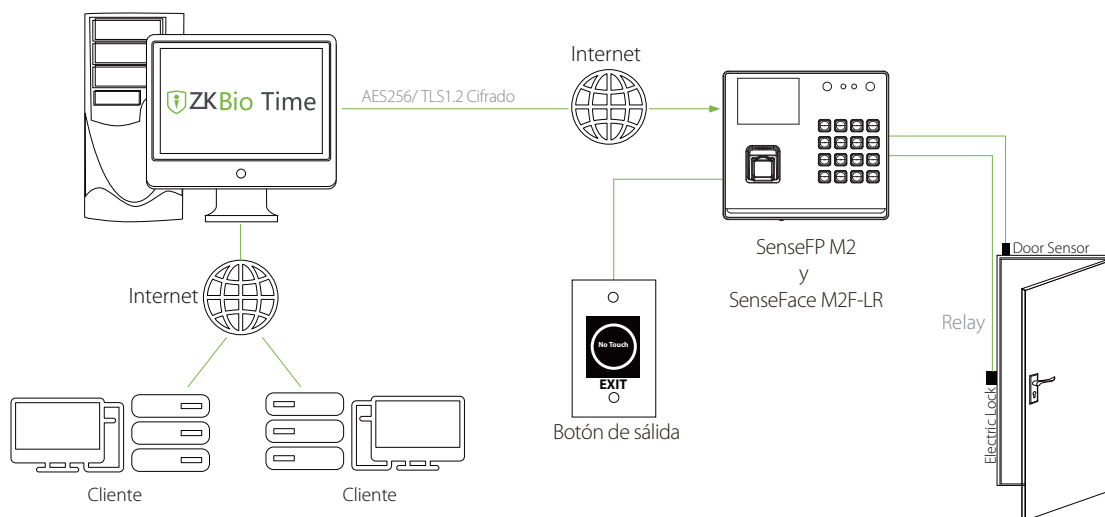 Internet
ZKBio Time
AES256/ TLS1.2 Cifrado
SenseFP M2
y
SenseFace M2F-LR
Door Sensor
Internet
Relay
No Touch
EXIT
Electric Lock
Botón de sálida
Cliente
Cliente